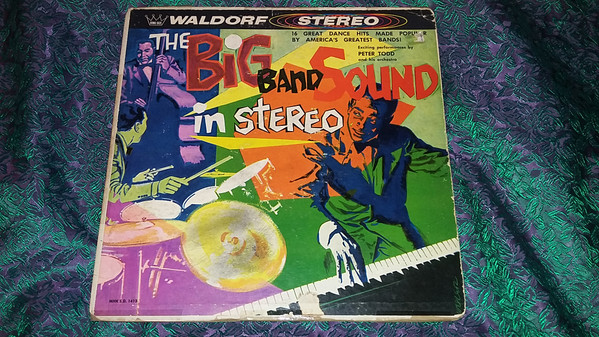 WALDORF STEREO
16 GREAT DANCE HITS MADE POPULAR
BY AMERICA'S GREATEST BANDS!
Exciting performances by
PETER TODD
and his orchestra
THE BIG BAND SOUND
in STEREO